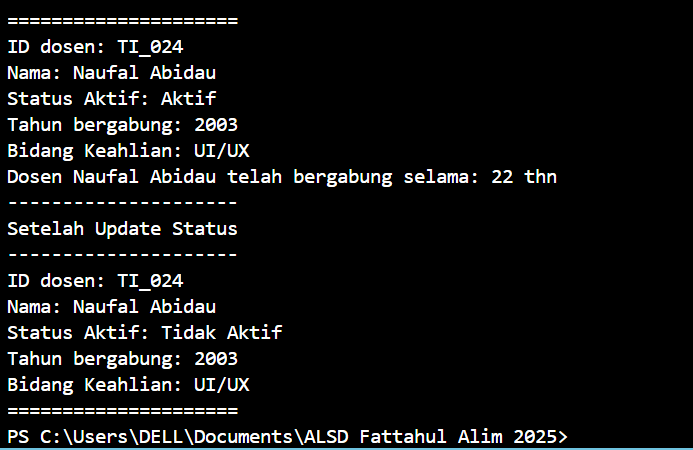 =====================
ID dosen: TI_024
Nama: Naufal Abidau
Status Aktif: Aktif
Tahun bergabung: 2003
Bidang Keahlian: UI/UX
Dosen Naufal Abidau telah bergabung selama: 22 thn
---------------------
Setelah Update Status
---------------------
ID dosen: TI_024
Nama: Naufal Abidau
Status Aktif: Tidak Aktif
Tahun bergabung: 2003
Bidang Keahlian: UI/UX
=====================
PS C:\Users\DELL\Documents\ALSD Fattahul Alim 2025>